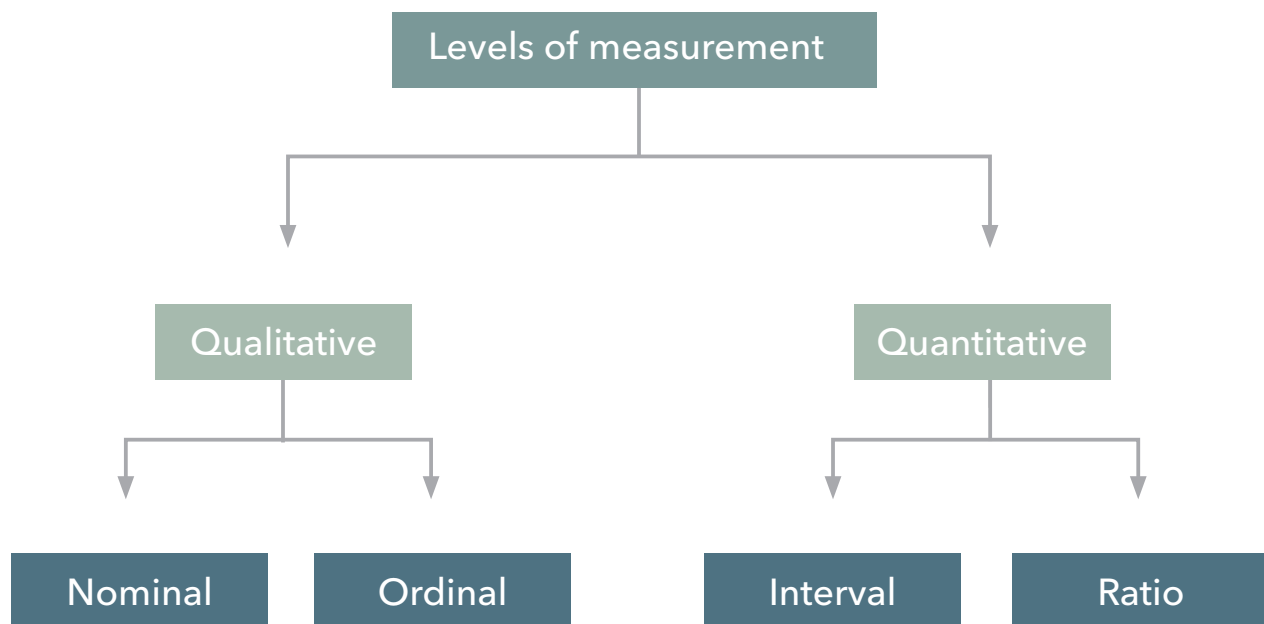 Levels of measurement
Qualitative
Quantitative
Nominal
Ordinal
Interval
Ratio